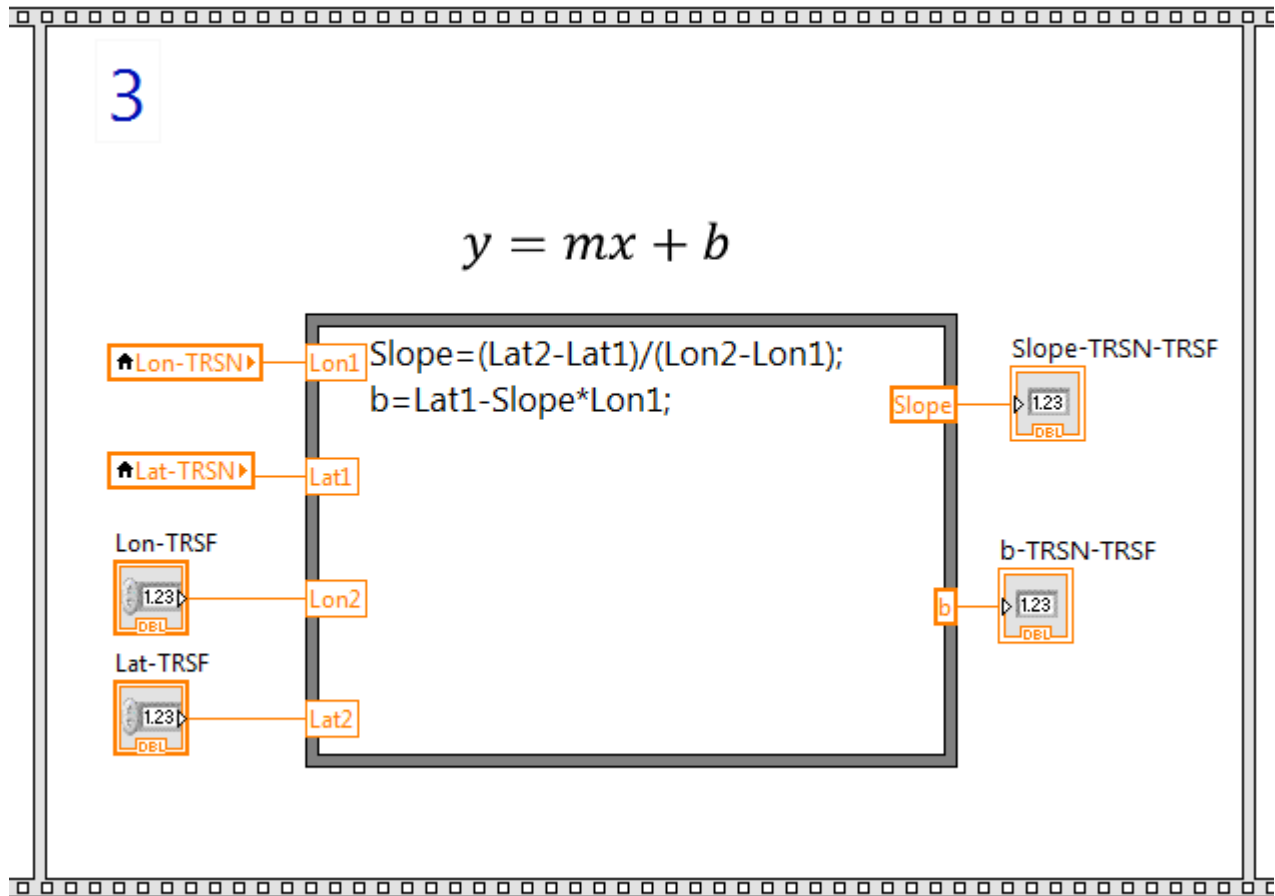 3
y = mx + b
Lon-TRSN
Lon1
Slope=(Lat2-Lat1)/(Lon2-Lon1);
b=Lat1-Slope*Lon1;
Slope-TRSN-TRSF
Slope
1.23
DBL
Lat-TRSN
Lat1
Lon-TRSF
1.23
DBL
Lon2
b-TRSN-TRSF
b
1.23
DBL
Lat-TRSF
1.23
DBL
Lat2